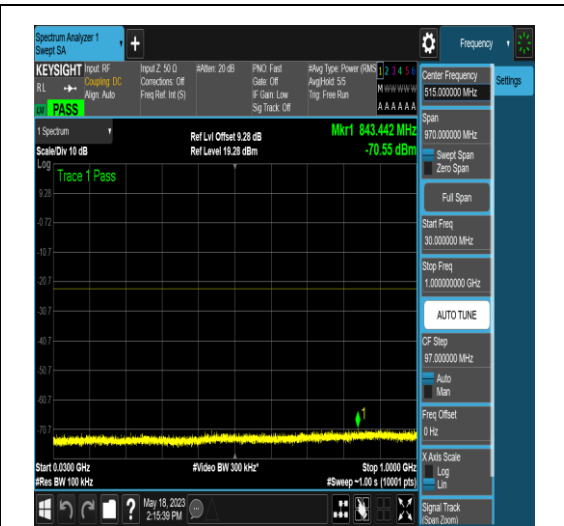 Spectrum Analyzer 1
Swept SA
+
Frequency
KEYSIGHT
Input: RF
Coupling: DC
Align: Auto
RL
PASS
Input Z: 50 Ω
Corrections: Off
Freq Ref: Int (S)
#Atten: 20 dB
PNO: Fast
Gate: Off
IF Gain: Low
Sig Track: Off
#Avg Type: Power (RMS
Avg|Hold: 5/5
Trig: Free Run
1 2 3 4 5 6
M W W W W W
A A A A A A
1 Spectrum
Scale/Div 10 dB
Ref Lvl Offset 9.28 dB
Ref Level 19.28 dBm
Mkr1 843.442 MHz
-70.55 dBm
Log
Trace 1 Pass
9.28
-0.72
-10.7
-20.7
-30.7
-40.7
-50.7
-60.7
-70.7
1
Start 0.0300 GHz
#Res BW 100 kHz
#Video BW 300 kHz*
Stop 1.0000 GHz
#Sweep ~1.00 s (10001 pts)
May 18, 2023
2:15:39 PM
?
Center Frequency
515.000000 MHz
Settings
Span
970.000000 MHz
Swept Span
Zero Span
Full Span
Start Freq
30.000000 MHz
Stop Freq
1.000000000 GHz
AUTO TUNE
CF Step
97.000000 MHz
Auto
Man
Freq Offset
0 Hz
X Axis Scale
Log
Lin
Signal Track
(Span Zoom)